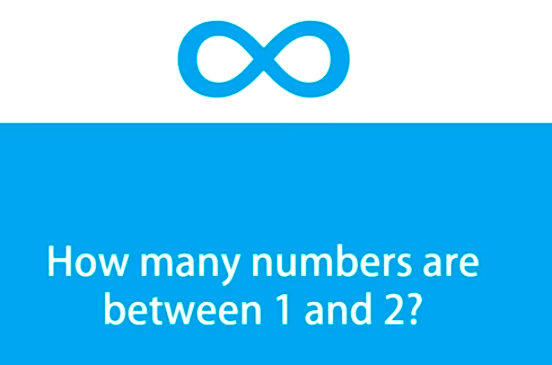 ∞
How many numbers are
between 1 and 2?